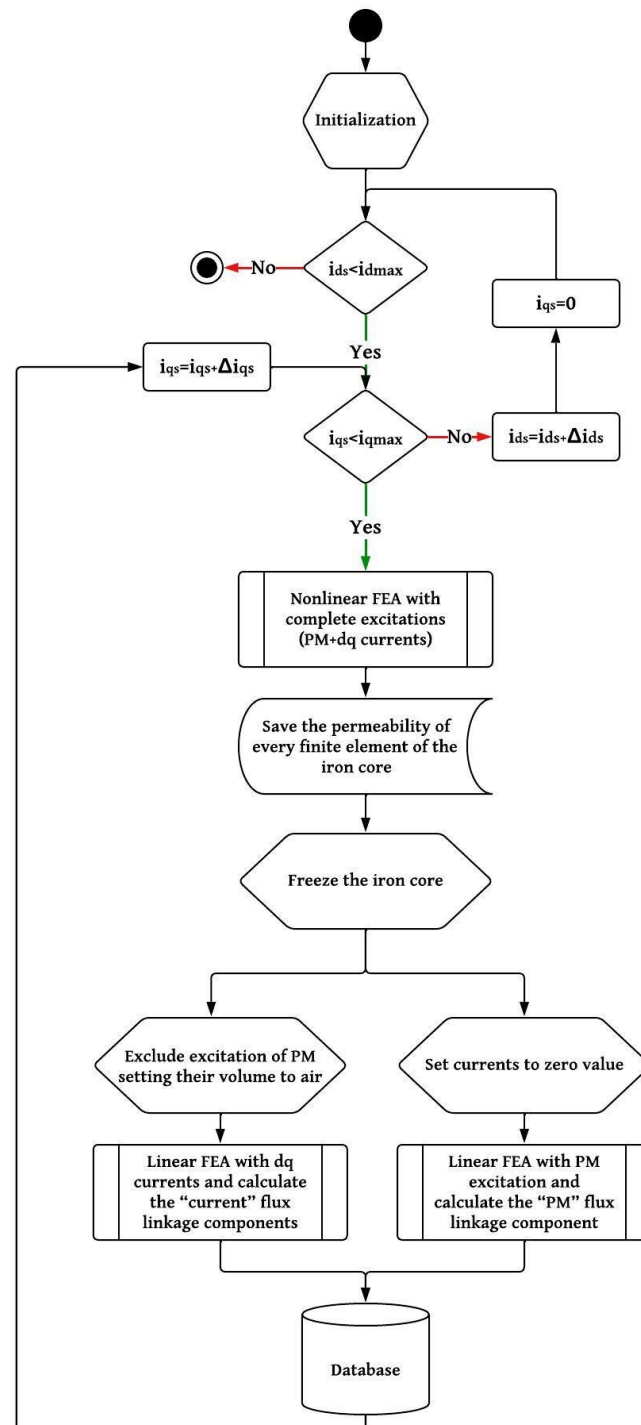 Initialization
ids<idmax
No
iqs=0
Yes
iqs=iqs+Δiqs
iqs<iqmax
No
ids=ids+Δids
Yes
Nonlinear FEA with
complete excitations
(PM+dq currents)
Save the permeability of
every finite element of the
iron core
Freeze the iron core
Exclude excitation of PM
setting their volume to air
Set currents to zero value
Linear FEA with dq
currents and calculate
the “current” flux
linkage components
Linear FEA with PM
excitation and
calculate the “PM” flux
linkage component
Database